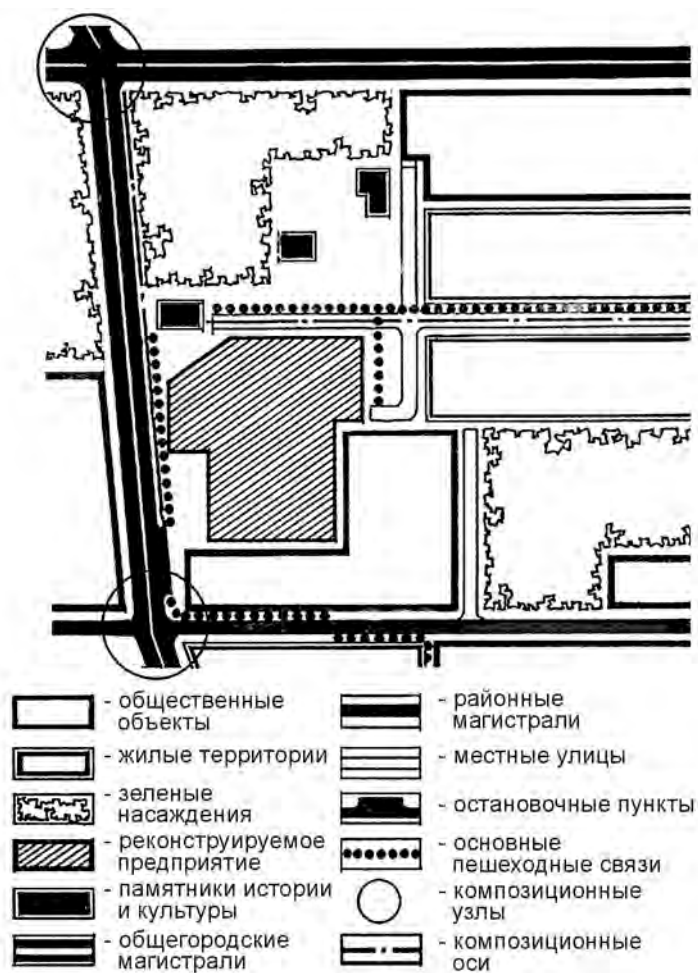 - общественные
объекты
- жилые территории
- зеленые
насаждения
- реконструируемое
предприятие
- памятники истории
и культуры
- общегородские
магистрали
- районные
магистрали
- местные улицы
- остановочные пункты
- основные
пешеходные связи
- композиционные
узлы
- композиционные
оси